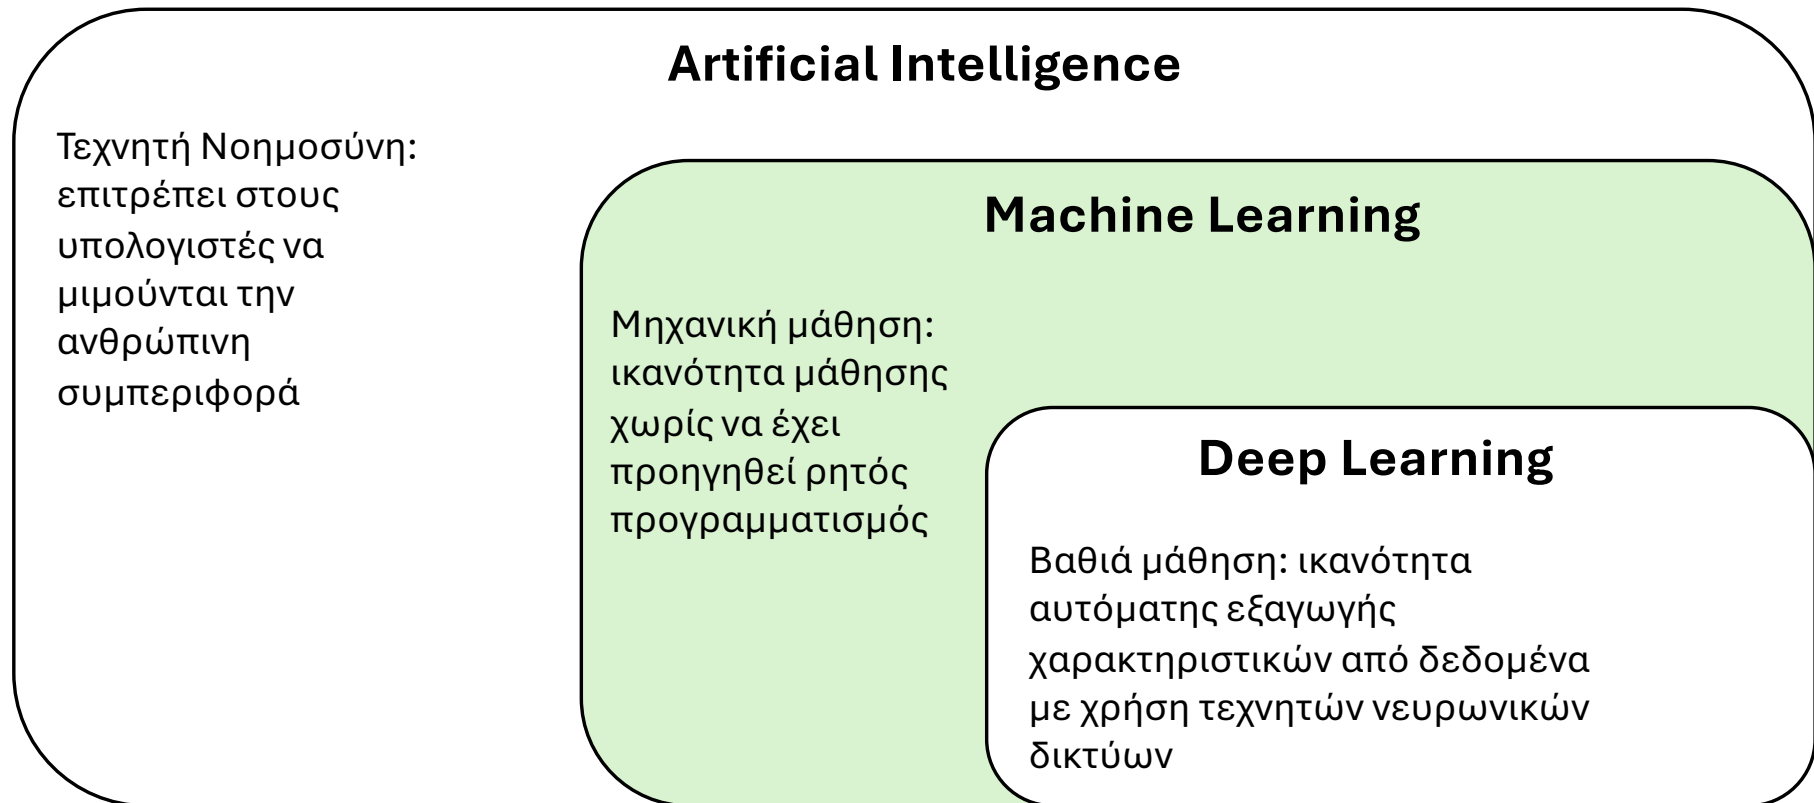 Artificial Intelligence
Τεχνητή Νοημοσύνη:
επιτρέπει στους
υπολογιστές να
μιμούνται την
ανθρώπινη
συμπεριφορά
Machine Learning
Μηχανική μάθηση:
ικανότητα μάθησης
χωρίς να έχει
προηγηθεί ρητός
προγραμματισμός
Deep Learning
Βαθιά μάθηση: ικανότητα
αυτόματης εξαγωγής
χαρακτηριστικών από δεδομένα
με χρήση τεχνητών νευρωνικών
δικτύων